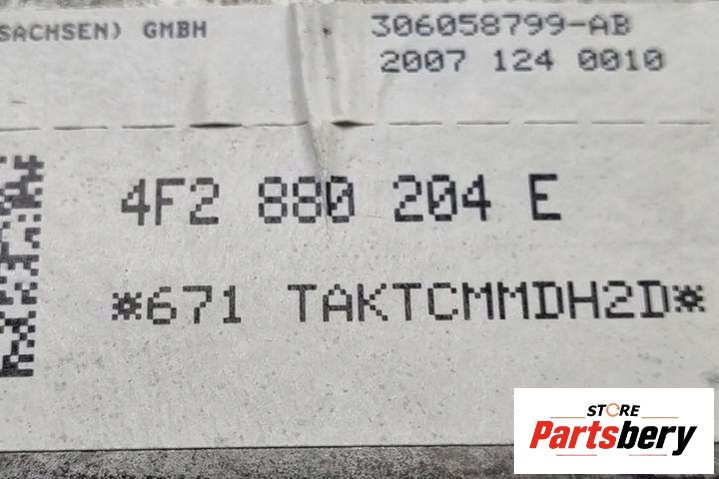 SACHSEN) GMBH
306058799-AB
2007 124 0010
4F2 880 204 E
*671 TAKTCMMDH2D*
STORE
Partsbery